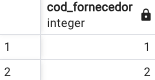 cod_fornecedor
integer
1 1
2 2